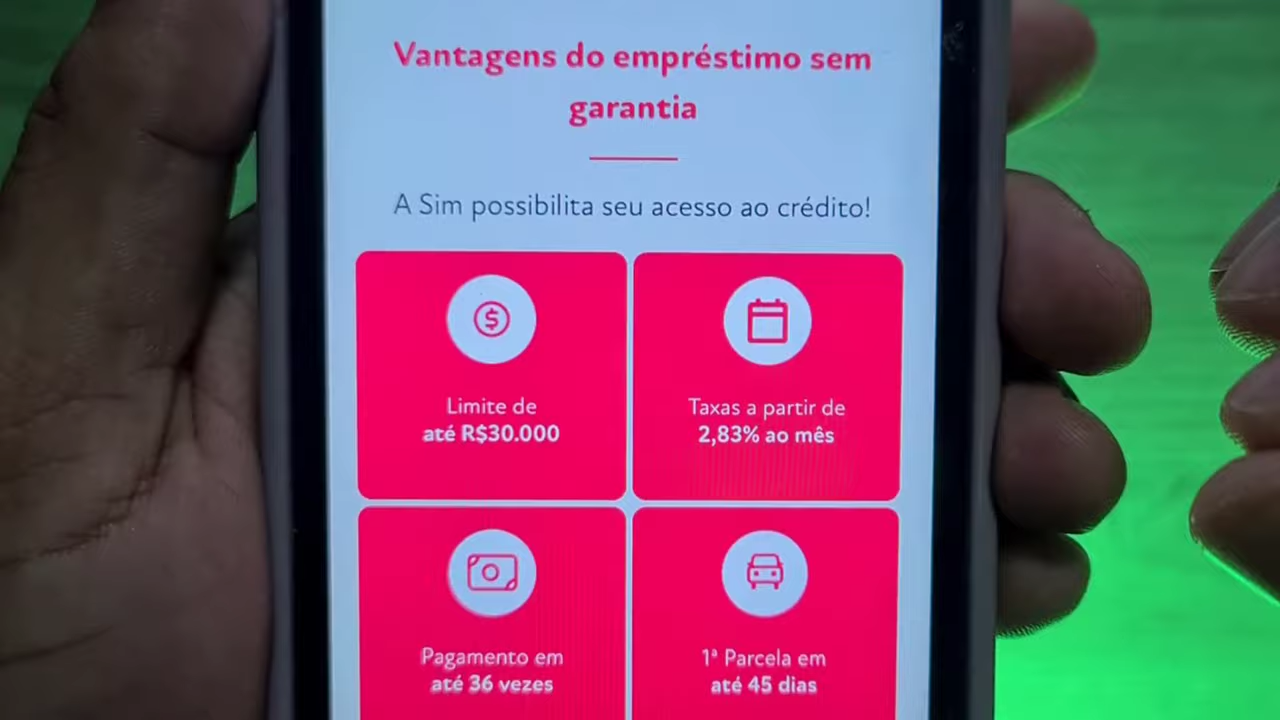 Vantagens do empréstimo sem
garantia
A Sim possibilita seu acesso ao crédito!
Limite de
até R$30.000
Taxas a partir de
2,83% ao mês
Pagamento em
até 36 vezes
1ª Parcela em
até 45 dias